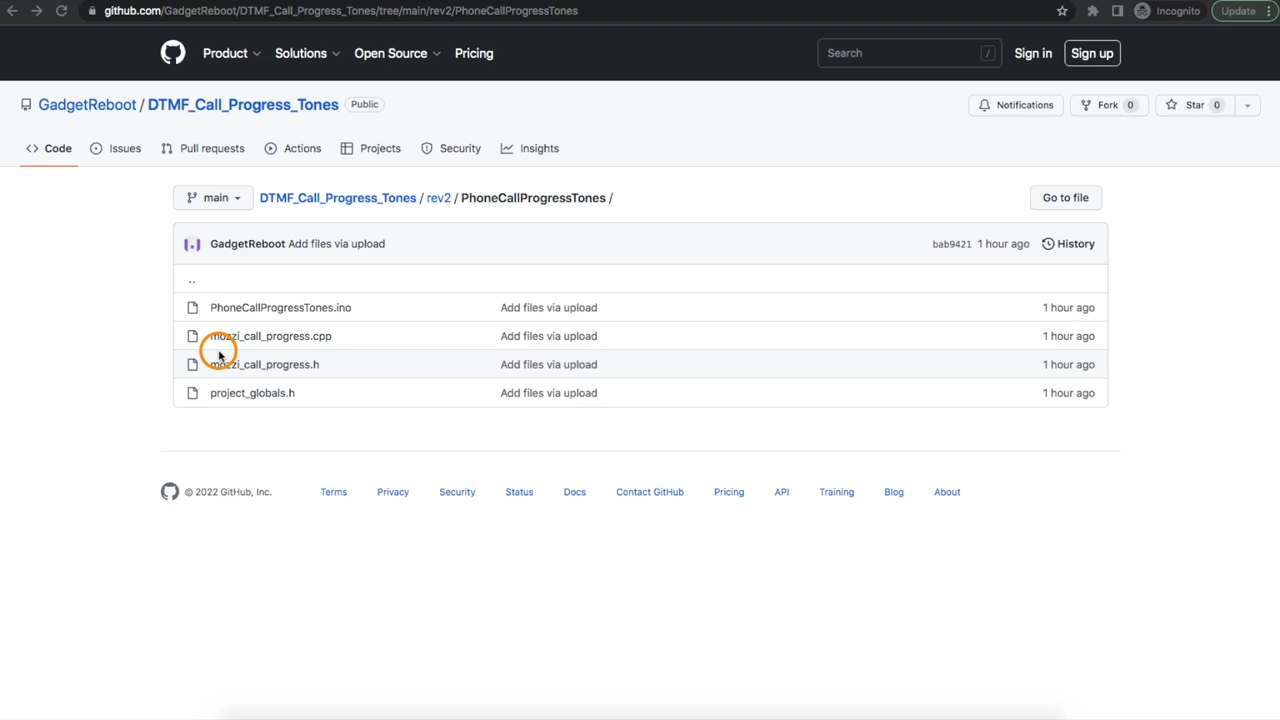 github.com/GadgetReboot/DTMF_Call_Progress_Tones/tree/main/rev2/PhoneCallProgressTones Incognito Update
Product Solutions Open Source Pricing Search / Sign in Sign up
GadgetReboot / DTMF_Call_Progress_Tones Public Notifications Fork 0 Star 0
Code Issues Pull requests Actions Projects Security Insights
main DTMF_Call_Progress_Tones / rev2 / PhoneCallProgressTones / Go to file
GadgetReboot Add files via upload bab9421 1 hour ago History
..
PhoneCallProgressTones.ino Add files via upload 1 hour ago
mozzi_call_progress.cpp Add files via upload 1 hour ago
mozzi_call_progress.h Add files via upload 1 hour ago
project_globals.h Add files via upload 1 hour ago
© 2022 GitHub, Inc. Terms Privacy Security Status Docs Contact GitHub Pricing API Training Blog About